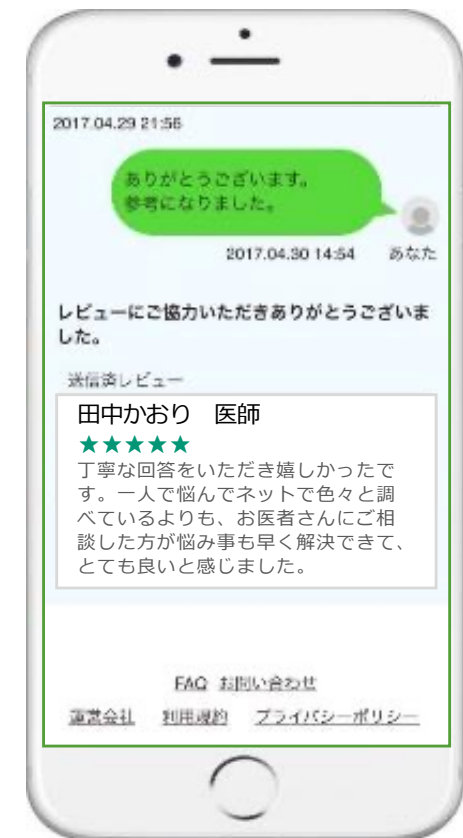 2017.04.29 21:56
ありがとうございます。
参考になりました。
2017.04.30 14:54 あなた
レビューにご協力いただきありがとうございま
した。
送信済レビュー
田中かおり　医師
★★★★★
丁寧な回答をいただき嬉しかったで
す。一人で悩んでネットで色々と調
べているよりも、お医者さんにご相
談した方が悩み事も早く解決できて、
とても良いと感じました。
FAQ お問い合わせ
運営会社 利用規約 プライバシーポリシー